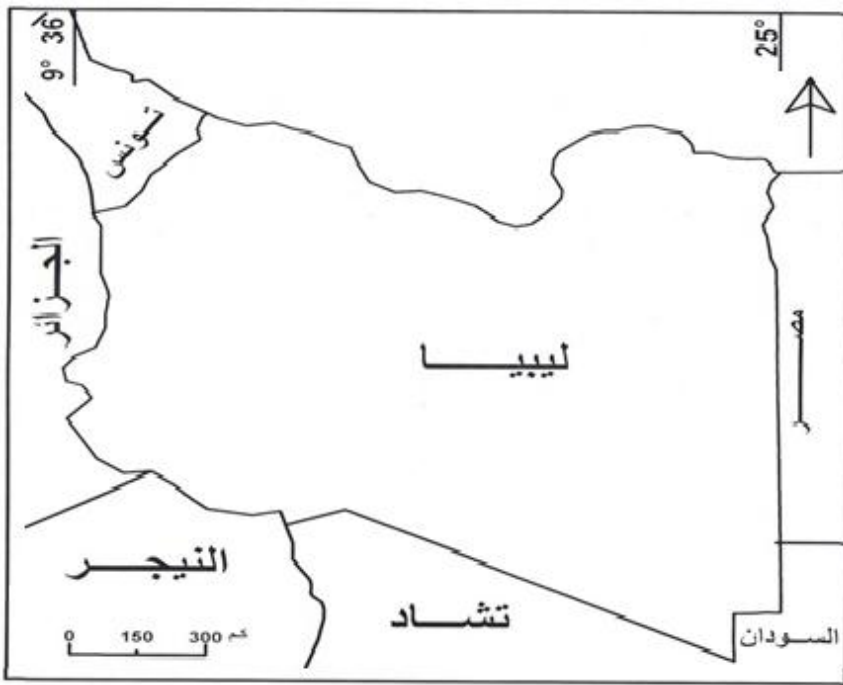 9° 36
25°
تونس
الجزائر
ليبيا
مصر
النيجر
تشاد
السودان
0 150 300 كم